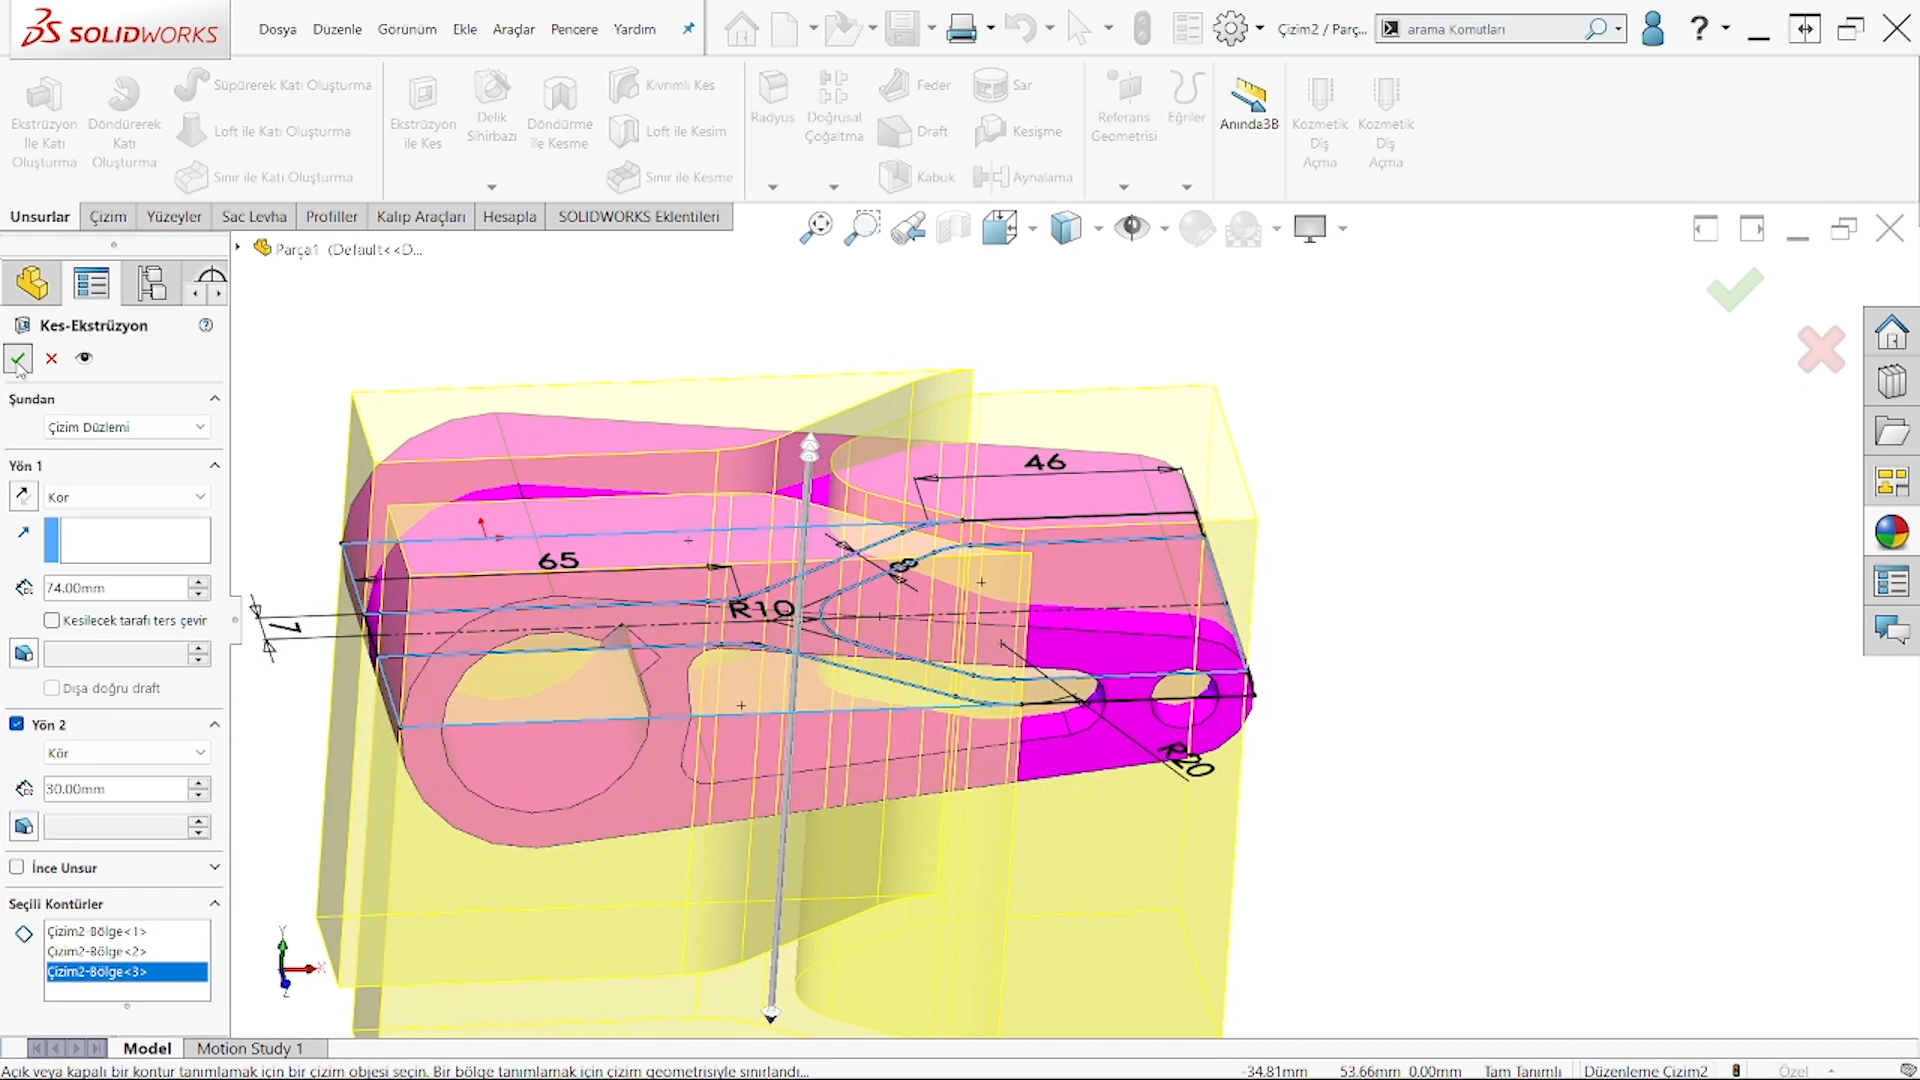 SOLIDWORKS
Dosya Düzenle Görünüm Ekle Araçlar Pencere Yardım
Çizim2 / Parç...
arama Komutları
Ekstrüzyon İle Katı Oluşturma
Döndürerek Katı Oluşturma
Süpürerek Katı Oluşturma
Loft ile Katı Oluşturma
Sınır ile Katı Oluşturma
Ekstrüzyon ile Kes
Delik Sihirbazı
Döndürme ile Kesme
Kıvrımlı Kes
Loft ile Kesim
Sınır ile Kesme
Radyus
Doğrusal Çoğaltma
Feder
Draft
Kabuk
Sar
Kesişme
Aynalama
Referans Geometrisi
Eğriler
Anında3B
Kozmetik Diş Açma
Kozmetik Diş Açma
Unsurlar Çizim Yüzeyler Sac Levha Profiller Kalıp Araçları Hesapla SOLIDWORKS Eklentileri
Parça1 (Default<<D...
Kes-Ekstrüzyon
Şundan
Çizim Düzlemi
Yön 1
Kör
74.00mm
Kesilecek tarafı ters çevir
Dışa doğru draft
Yön 2
Kör
30.00mm
İnce Unsur
Seçili Kontürler
Çizim2-Bölge<1>
Çizim2-Bölge<2>
Çizim2-Bölge<3>
46
65
8
R10
7
R20
Y
X
Z
Model Motion Study 1
Açık veya kapalı bir kontur tanımlamak için bir çizim objesi seçin. Bir bölge tanımlamak için çizim geometrisiyle sınırlandı...
-34.81mm 53.66mm 0.00mm Tam Tanımlı Düzenleme Çizim2 Özel